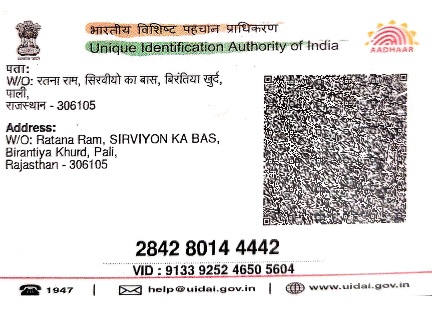 भारतीय विशिष्ट पहचान प्राधिकरण
Unique Identification Authority of India
AADHAAR
पता:
W/O: रतना राम, सिरवीयो का बास, बिरंतिया खुर्द,
पाली,
राजस्थान - 306105
Address:
W/O: Ratana Ram, SIRVIYON KA BAS,
Birantiya Khurd, Pali,
Rajasthan - 306105
2842 8014 4442
VID : 9133 9252 4650 5604
1947 | help@uidai.gov.in | www.uidai.gov.in